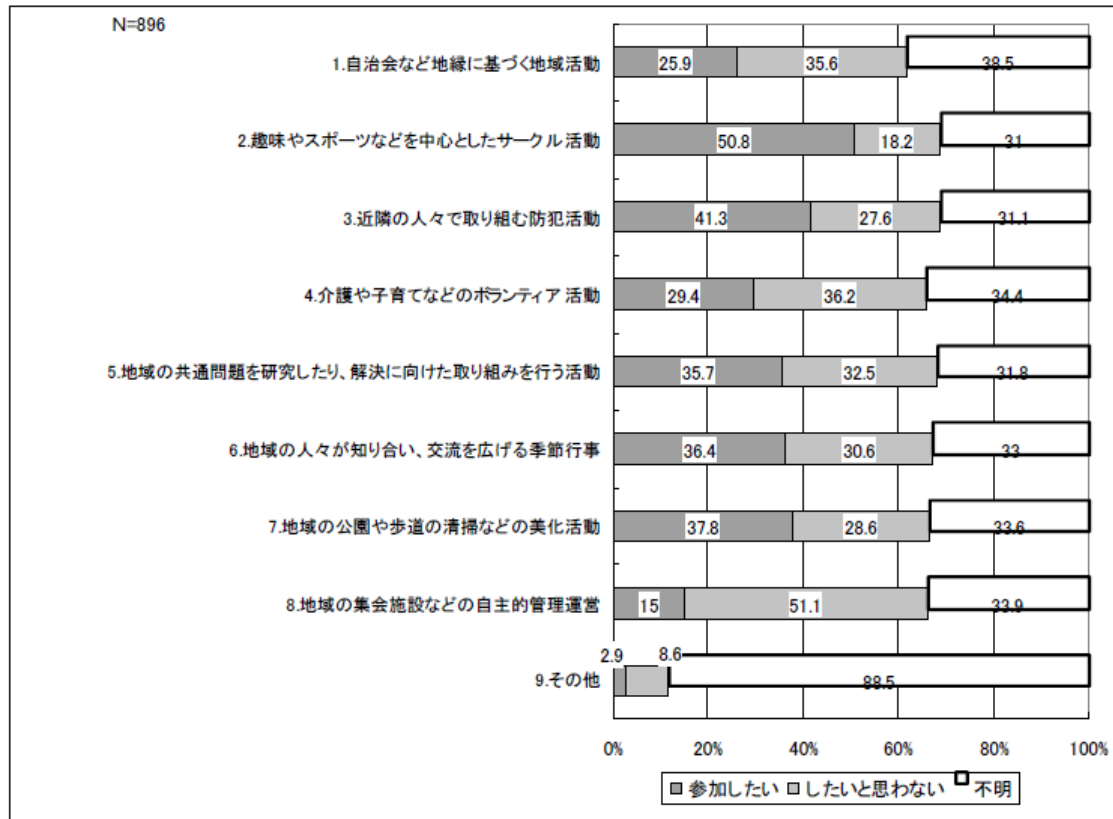 N=896
1.自治会など地縁に基づく地域活動
25.9 35.6 38.5
2.趣味やスポーツなどを中心としたサークル活動
50.8 18.2 31
3.近隣の人々で取り組む防犯活動
41.3 27.6 31.1
4.介護や子育てなどのボランティア活動
29.4 36.2 34.4
5.地域の共通問題を研究したり、解決に向けた取り組みを行う活動
35.7 32.5 31.8
6.地域の人々が知り合い、交流を広げる季節行事
36.4 30.6 33
7.地域の公園や歩道の清掃などの美化活動
37.8 28.6 33.6
8.地域の集会施設などの自主的管理運営
15 51.1 33.9
9.その他
2.9 8.6 88.5
0% 20% 40% 60% 80% 100%
参加したい したいと思わない 不明